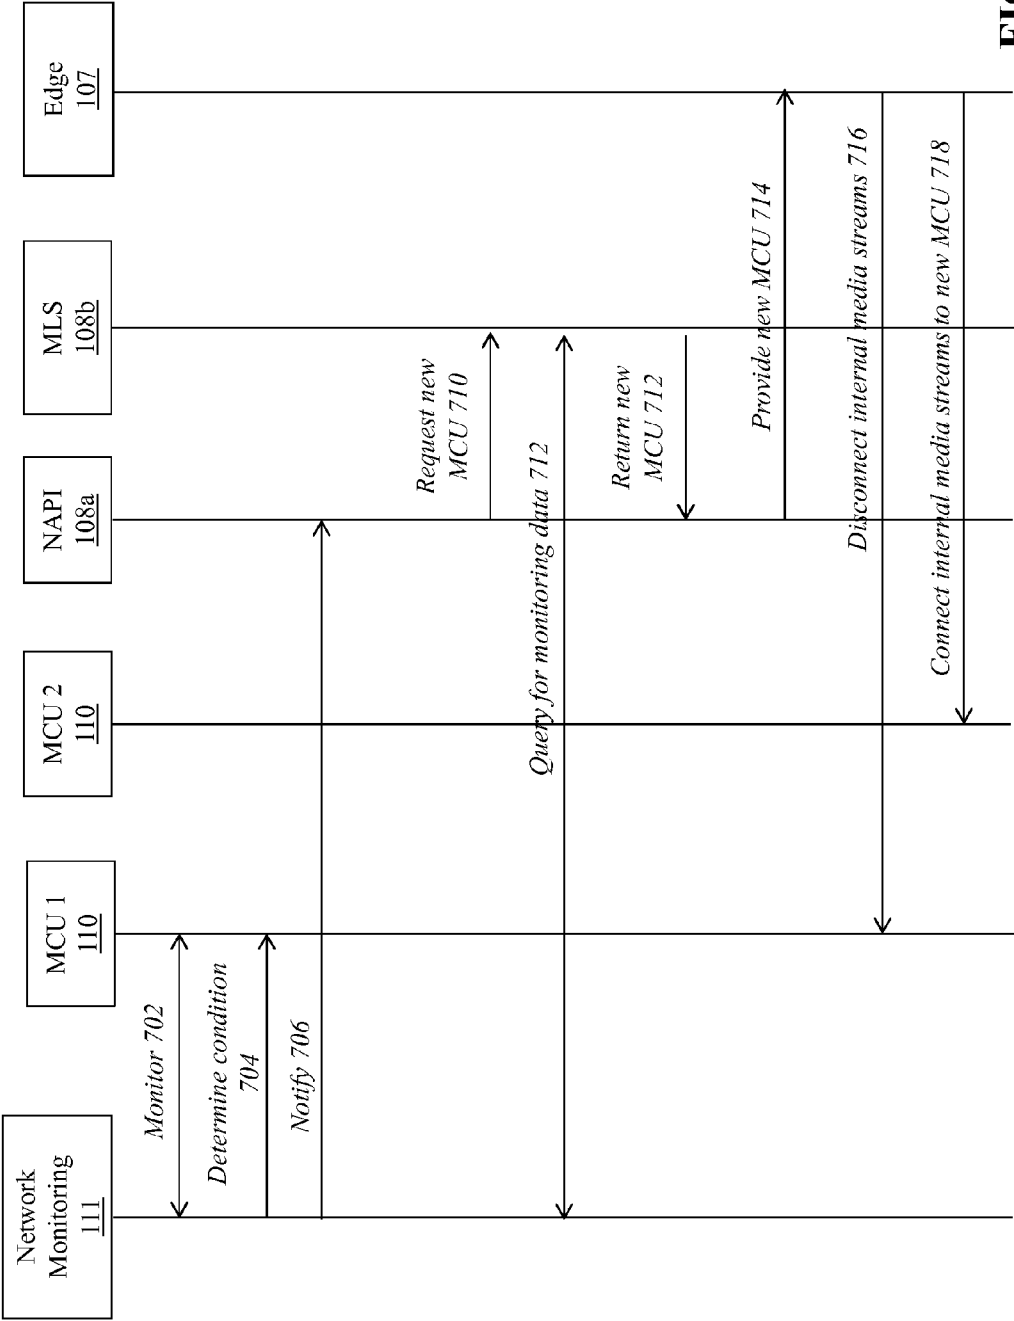 Network
Monitoring
111
MCU 1
110
MCU 2
110
NAPI
108a
MLS
108b
Edge
107
Monitor 702
Determine condition
704
Notify 706
Request new
MCU 710
Query for monitoring data 712
Return new
MCU 712
Provide new MCU 714
Disconnect internal media streams 716
Connect internal media streams to new MCU 718